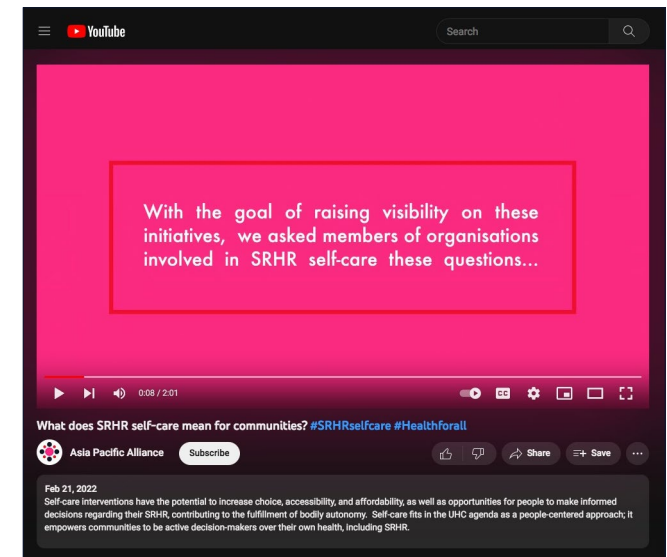 YouTube
Search
With the goal of raising visibility on these
initiatives, we asked members of organisations
involved in SRHR self-care these questions...
0:08 / 2:01
CC
What does SRHR self-care mean for communities? #SRHRselfcare #Healthforall
Asia Pacific Alliance
Subscribe
Share
Save
Feb 21, 2022
Self-care interventions have the potential to increase choice, accessibility, and affordability, as well as opportunities for people to make informed
decisions regarding their SRHR, contributing to the fulfillment of bodily autonomy. Self-care fits in the UHC agenda as a people-centered approach; it
empowers communities to be active decision-makers over their own health, including SRHR.